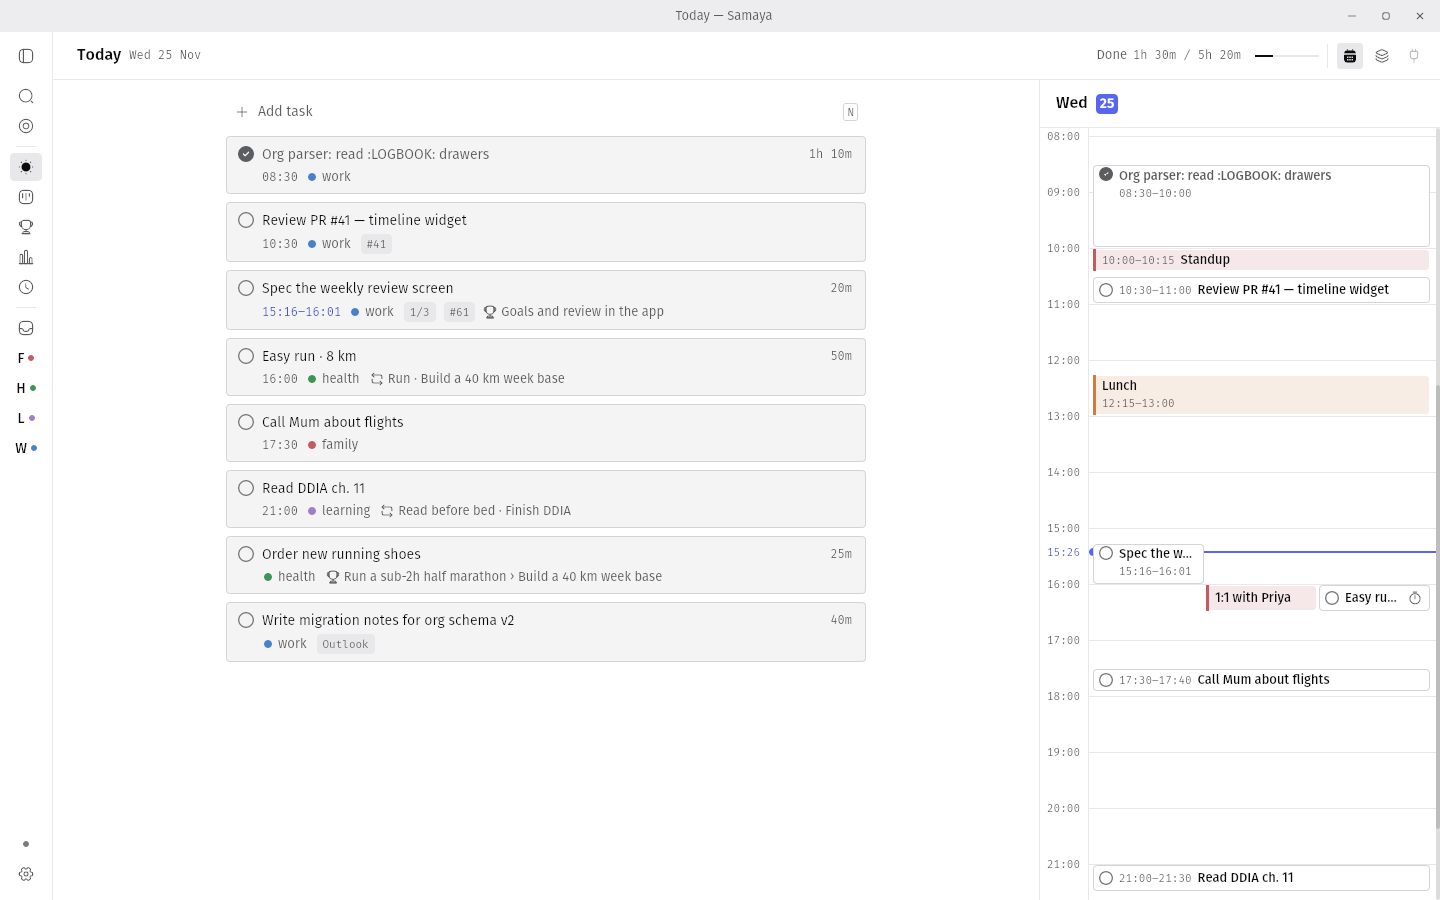 Today — Samaya
Today Wed 25 Nov
Done 1h 30m / 5h 20m
F
H
L
W
Add task N
Org parser: read :LOGBOOK: drawers 1h 10m
08:30 work
Review PR #41 — timeline widget
10:30 work #41
Spec the weekly review screen 20m
15:16–16:01 work 1/3 #61 Goals and review in the app
Easy run · 8 km 50m
16:00 health Run · Build a 40 km week base
Call Mum about flights
17:30 family
Read DDIA ch. 11
21:00 learning Read before bed · Finish DDIA
Order new running shoes 25m
health Run a sub-2h half marathon › Build a 40 km week base
Write migration notes for org schema v2 40m
work Outlook
Wed 25
08:00
Org parser: read :LOGBOOK: drawers
09:00 08:30–10:00
10:00
10:00–10:15 Standup
10:30–11:00 Review PR #41 — timeline widget
11:00
12:00
Lunch
12:15–13:00
13:00
14:00
15:00
15:26 Spec the w...
15:16–16:01
16:00
1:1 with Priya Easy ru...
17:00
17:30–17:40 Call Mum about flights
18:00
19:00
20:00
21:00
21:00–21:30 Read DDIA ch. 11